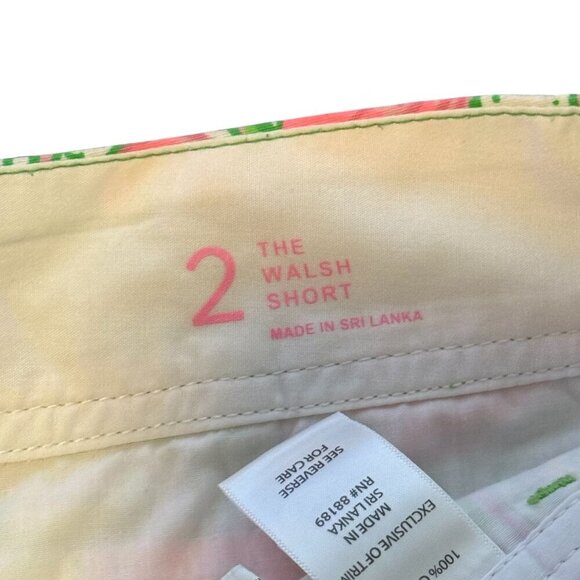 2
THE
WALSH
SHORT
MADE IN SRI LANKA
100%
EXCLUSIVE OF TRIM
MADE IN
SRI LANKA
RN# 88189
SEE REVERSE
FOR CARE